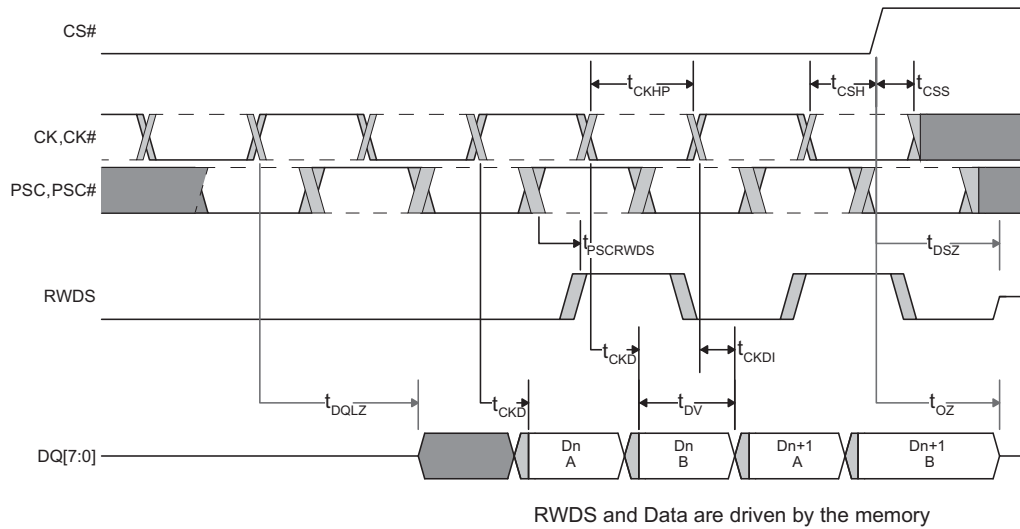 CS#
tCKHP
tCSH
tCSS
CK,CK#
PSC,PSC#
tPSCRWDS
tDSZ
RWDS
tCKD
tCKDI
tDQLZ
tCKD
tDV
tOZ
DQ[7:0]
Dn
A
Dn
B
Dn+1
A
Dn+1
B
RWDS and Data are driven by the memory